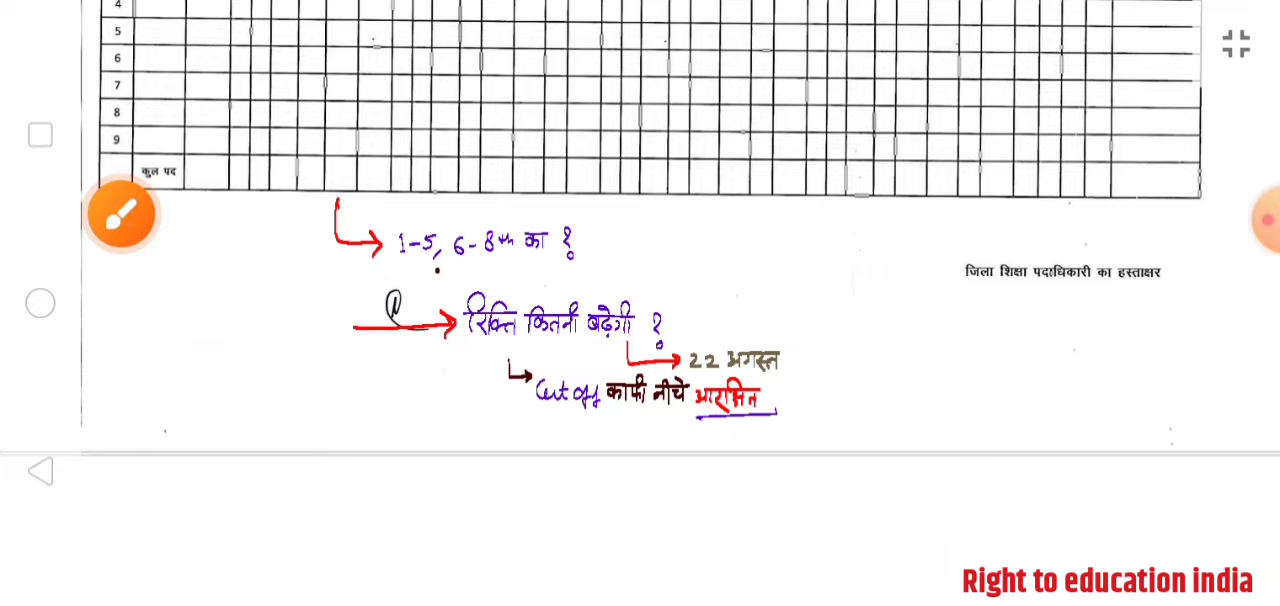 4
5
6
7
8
9
कुल पद
1-5, 6-8th का ?
जिला शिक्षा पदाधिकारी का हस्ताक्षर
रिक्ति कितनी बढ़ेगी ?
22 अगस्त
Cut off काफी नीचे आरक्षित
Right to education india